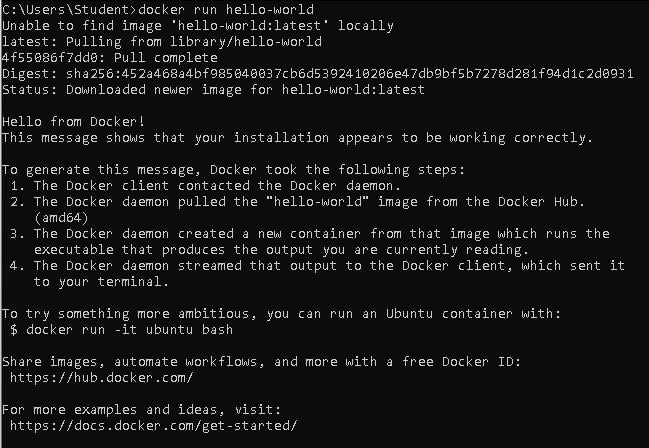 C:\Users\Student>docker run hello-world
Unable to find image 'hello-world:latest' locally
latest: Pulling from library/hello-world
4f55086f7dd0: Pull complete
Digest: sha256:452a468a4bf985040037cb6d5392410206e47db9bf5b7278d281f94d1c2d0931
Status: Downloaded newer image for hello-world:latest

Hello from Docker!
This message shows that your installation appears to be working correctly.

To generate this message, Docker took the following steps:
 1. The Docker client contacted the Docker daemon.
 2. The Docker daemon pulled the "hello-world" image from the Docker Hub.
    (amd64)
 3. The Docker daemon created a new container from that image which runs the
    executable that produces the output you are currently reading.
 4. The Docker daemon streamed that output to the Docker client, which sent it
    to your terminal.

To try something more ambitious, you can run an Ubuntu container with:
 $ docker run -it ubuntu bash

Share images, automate workflows, and more with a free Docker ID:
 https://hub.docker.com/

For more examples and ideas, visit:
 https://docs.docker.com/get-started/